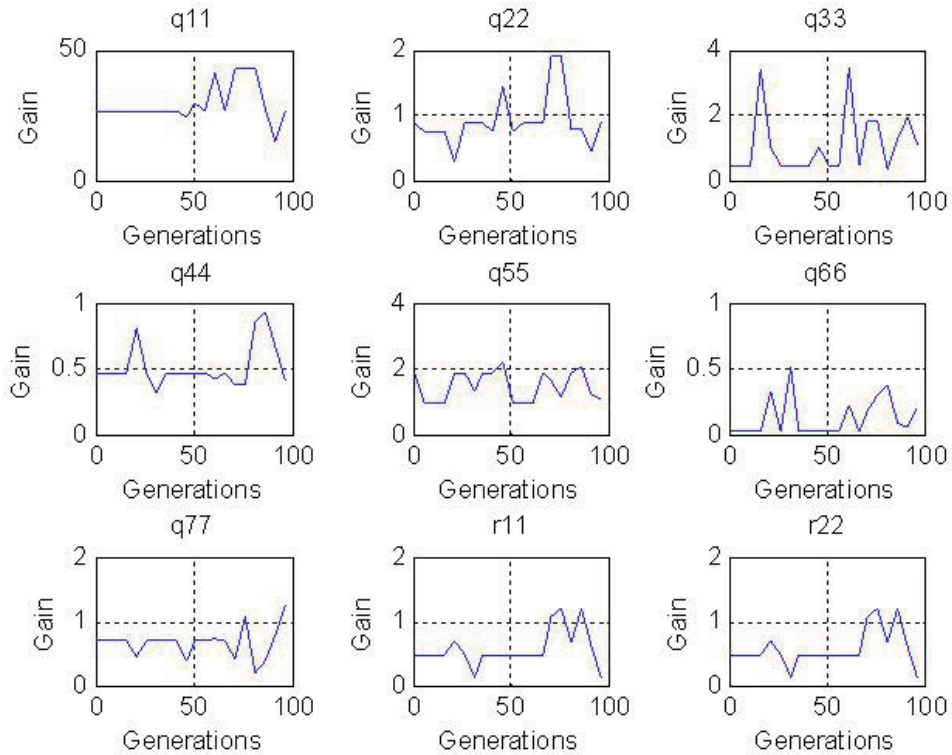 q11 q22 q33
50 2 4
Gain Gain Gain
1 2
0 0 0
0 50 100 0 50 100 0 50 100
Generations Generations Generations
q44 q55 q66
1 4 1
Gain Gain Gain
0.5 2 0.5
0 0 0
0 50 100 0 50 100 0 50 100
Generations Generations Generations
q77 r11 r22
2 2 2
Gain Gain Gain
1 1 1
0 0 0
0 50 100 0 50 100 0 50 100
Generations Generations Generations